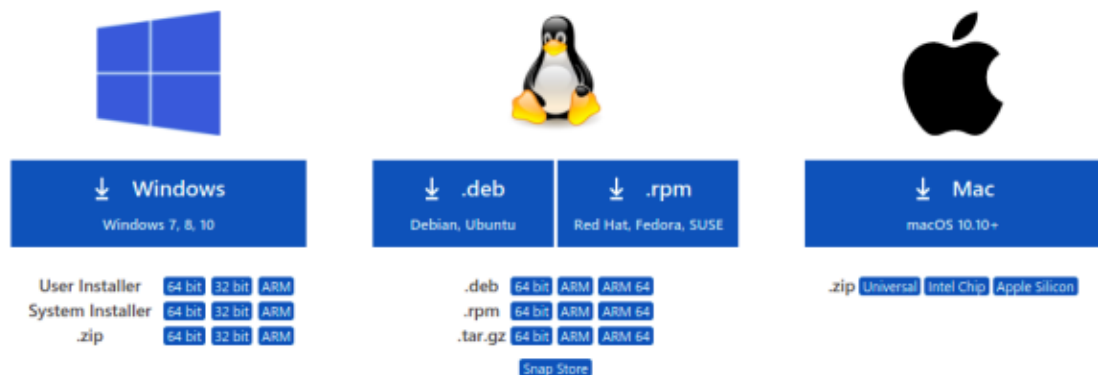 Windows
Windows 7, 8, 10
User Installer 64 bit 32 bit ARM
System Installer 64 bit 32 bit ARM
.zip 64 bit 32 bit ARM
.deb
Debian, Ubuntu
.rpm
Red Hat, Fedora, SUSE
.deb 64 bit ARM ARM 64
.rpm 64 bit ARM ARM 64
.tar.gz 64 bit ARM ARM 64
Snap Store
Mac
macOS 10.10+
.zip Universal Intel Chip Apple Silicon